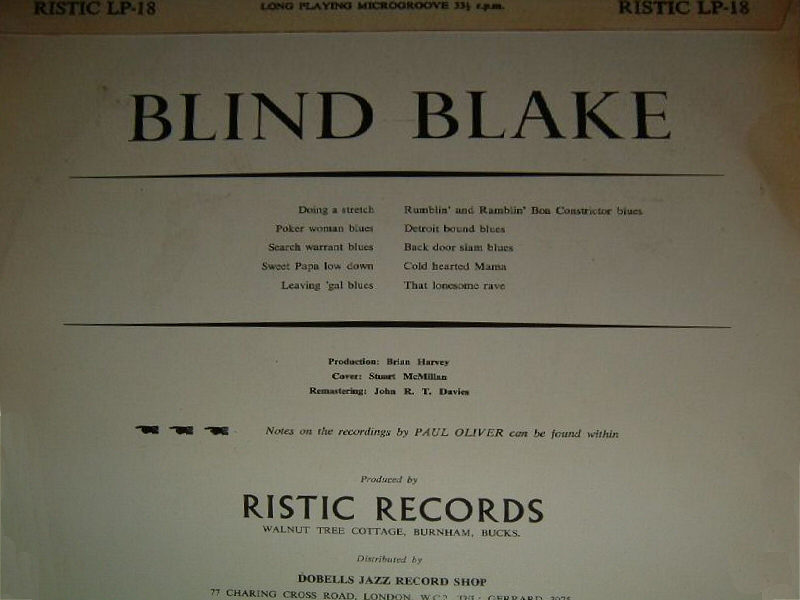 RISTIC LP-18 LONG PLAYING MICROGROOVE 33⅓ r.p.m. RISTIC LP-18
BLIND BLAKE
Doing a stretch Rumblin' and Ramblin' Boa Constrictor blues
Poker woman blues Detroit bound blues
Search warrant blues Back door slam blues
Sweet Papa low down Cold hearted Mama
Leaving 'gal blues That lonesome rave
Production: Brian Harvey
Cover: Stuart McMillan
Remastering: John R. T. Davies
Notes on the recordings by PAUL OLIVER can be found within
Produced by
RISTIC RECORDS
WALNUT TREE COTTAGE, BURNHAM, BUCKS.
Distributed by
DOBELLS JAZZ RECORD SHOP
77 CHARING CROSS ROAD, LONDON, W.C.2. TEL: GERRARD 3075